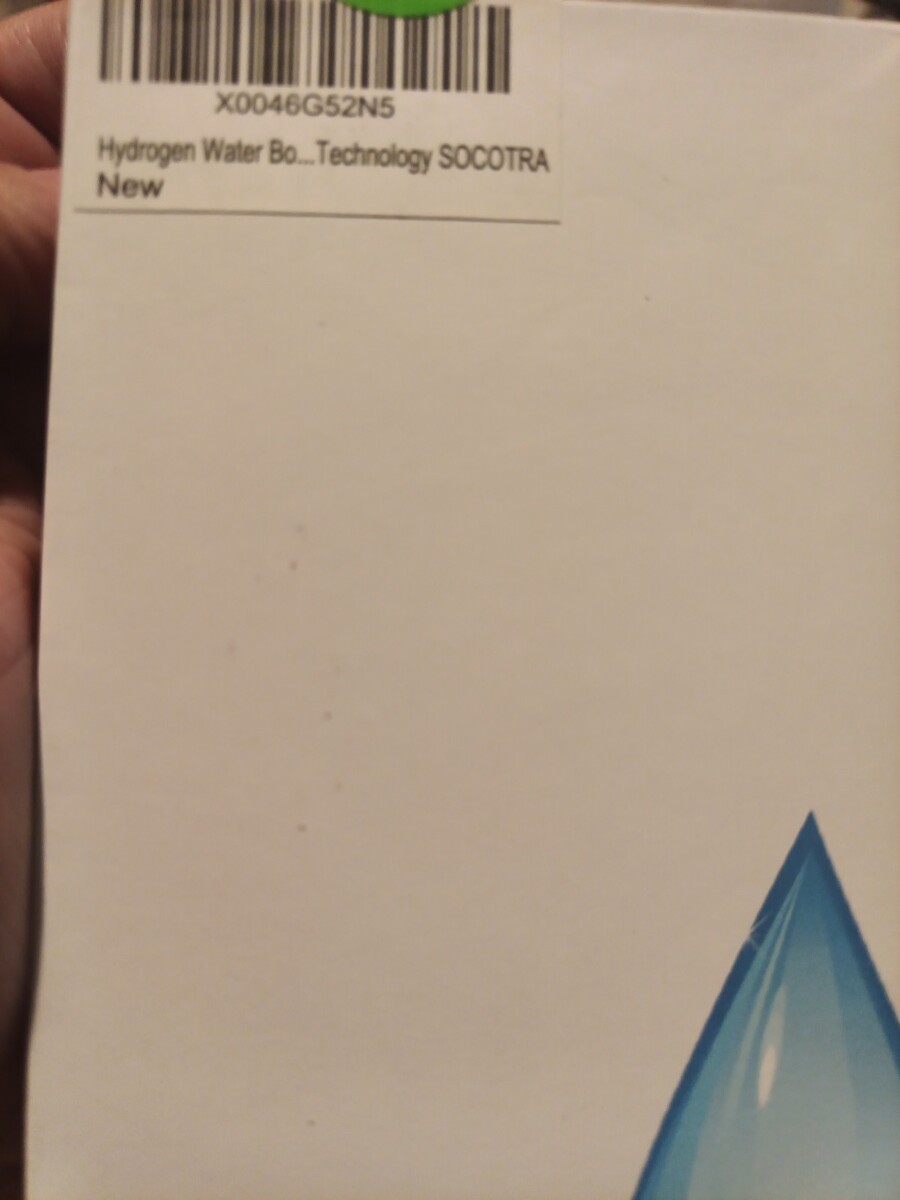 X0046G52N5
Hydrogen Water Bo...Technology SOCOTRA
New